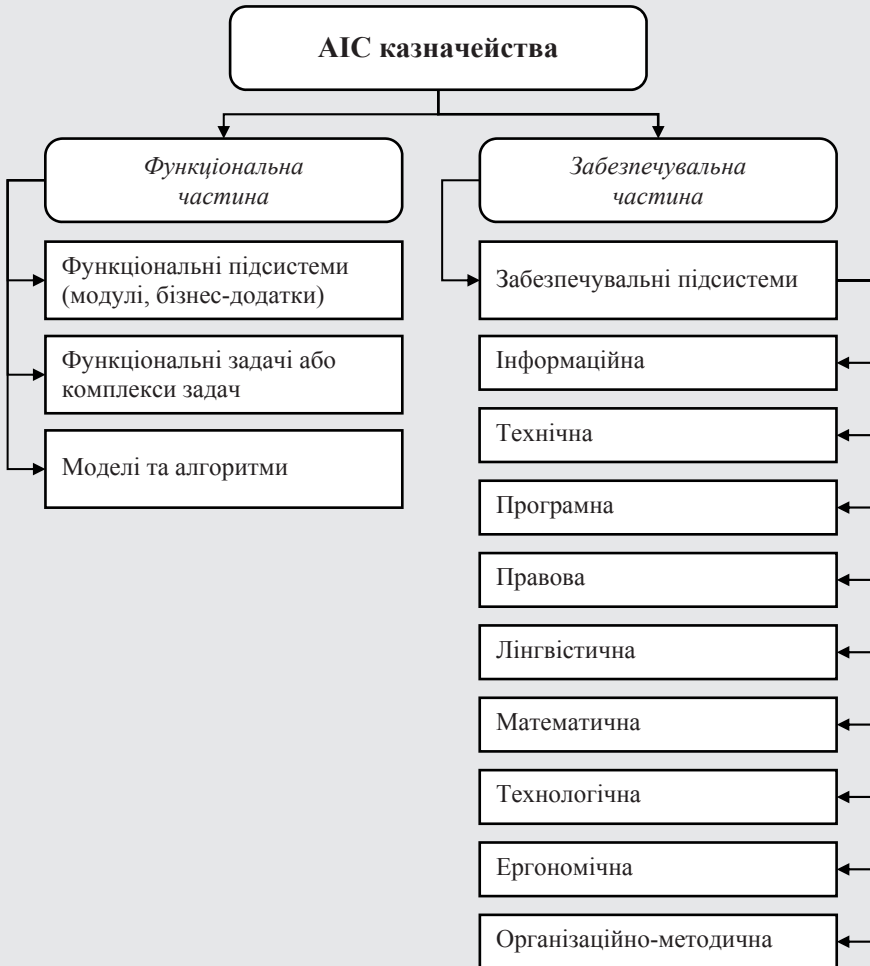 АІС казначейства
Функціональна
частина
Функціональні підсистеми
(модулі, бізнес-додатки)
Функціональні задачі або
комплекси задач
Моделі та алгоритми
Забезпечувальна
частина
Забезпечувальні підсистеми
Інформаційна
Технічна
Програмна
Правова
Лінгвістична
Математична
Технологічна
Ергономічна
Організаційно-методична